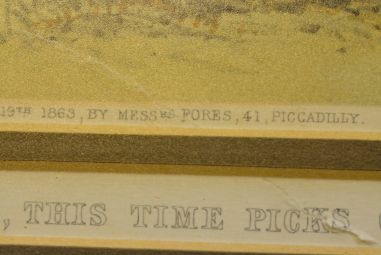 19TH 1863, BY MESSRS FORES, 41, PICCADILLY.
, THIS TIME PICKS